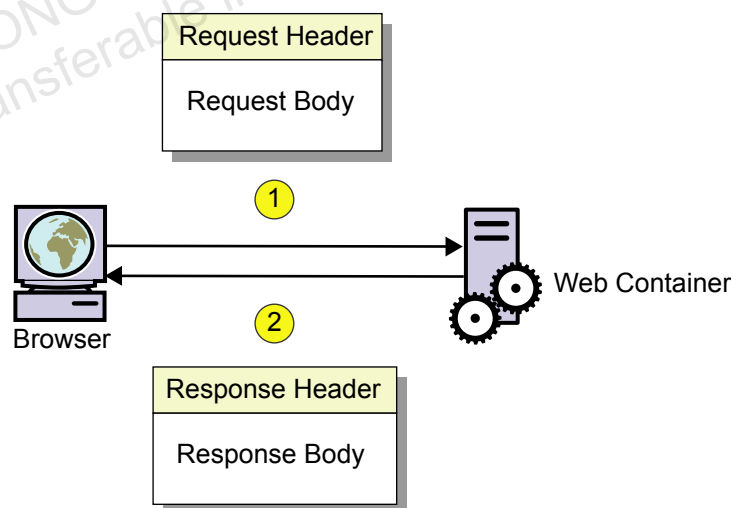 Request Header
Request Body
1
Web Container
2
Browser
Response Header
Response Body